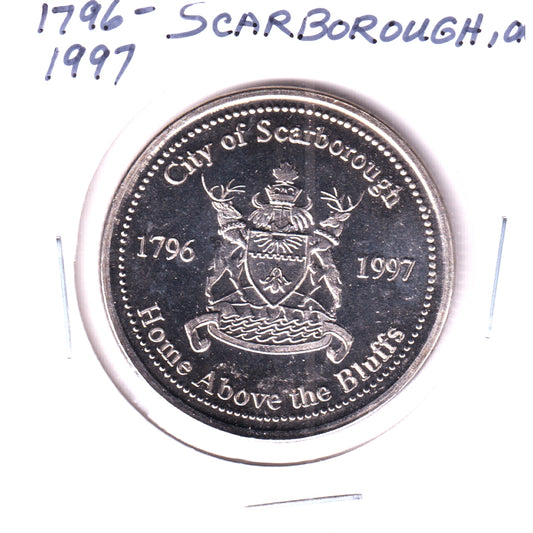 1796- SCARBOROUGH,
1997
City of Scarborough
1796 1997
Home Above the Bluffs